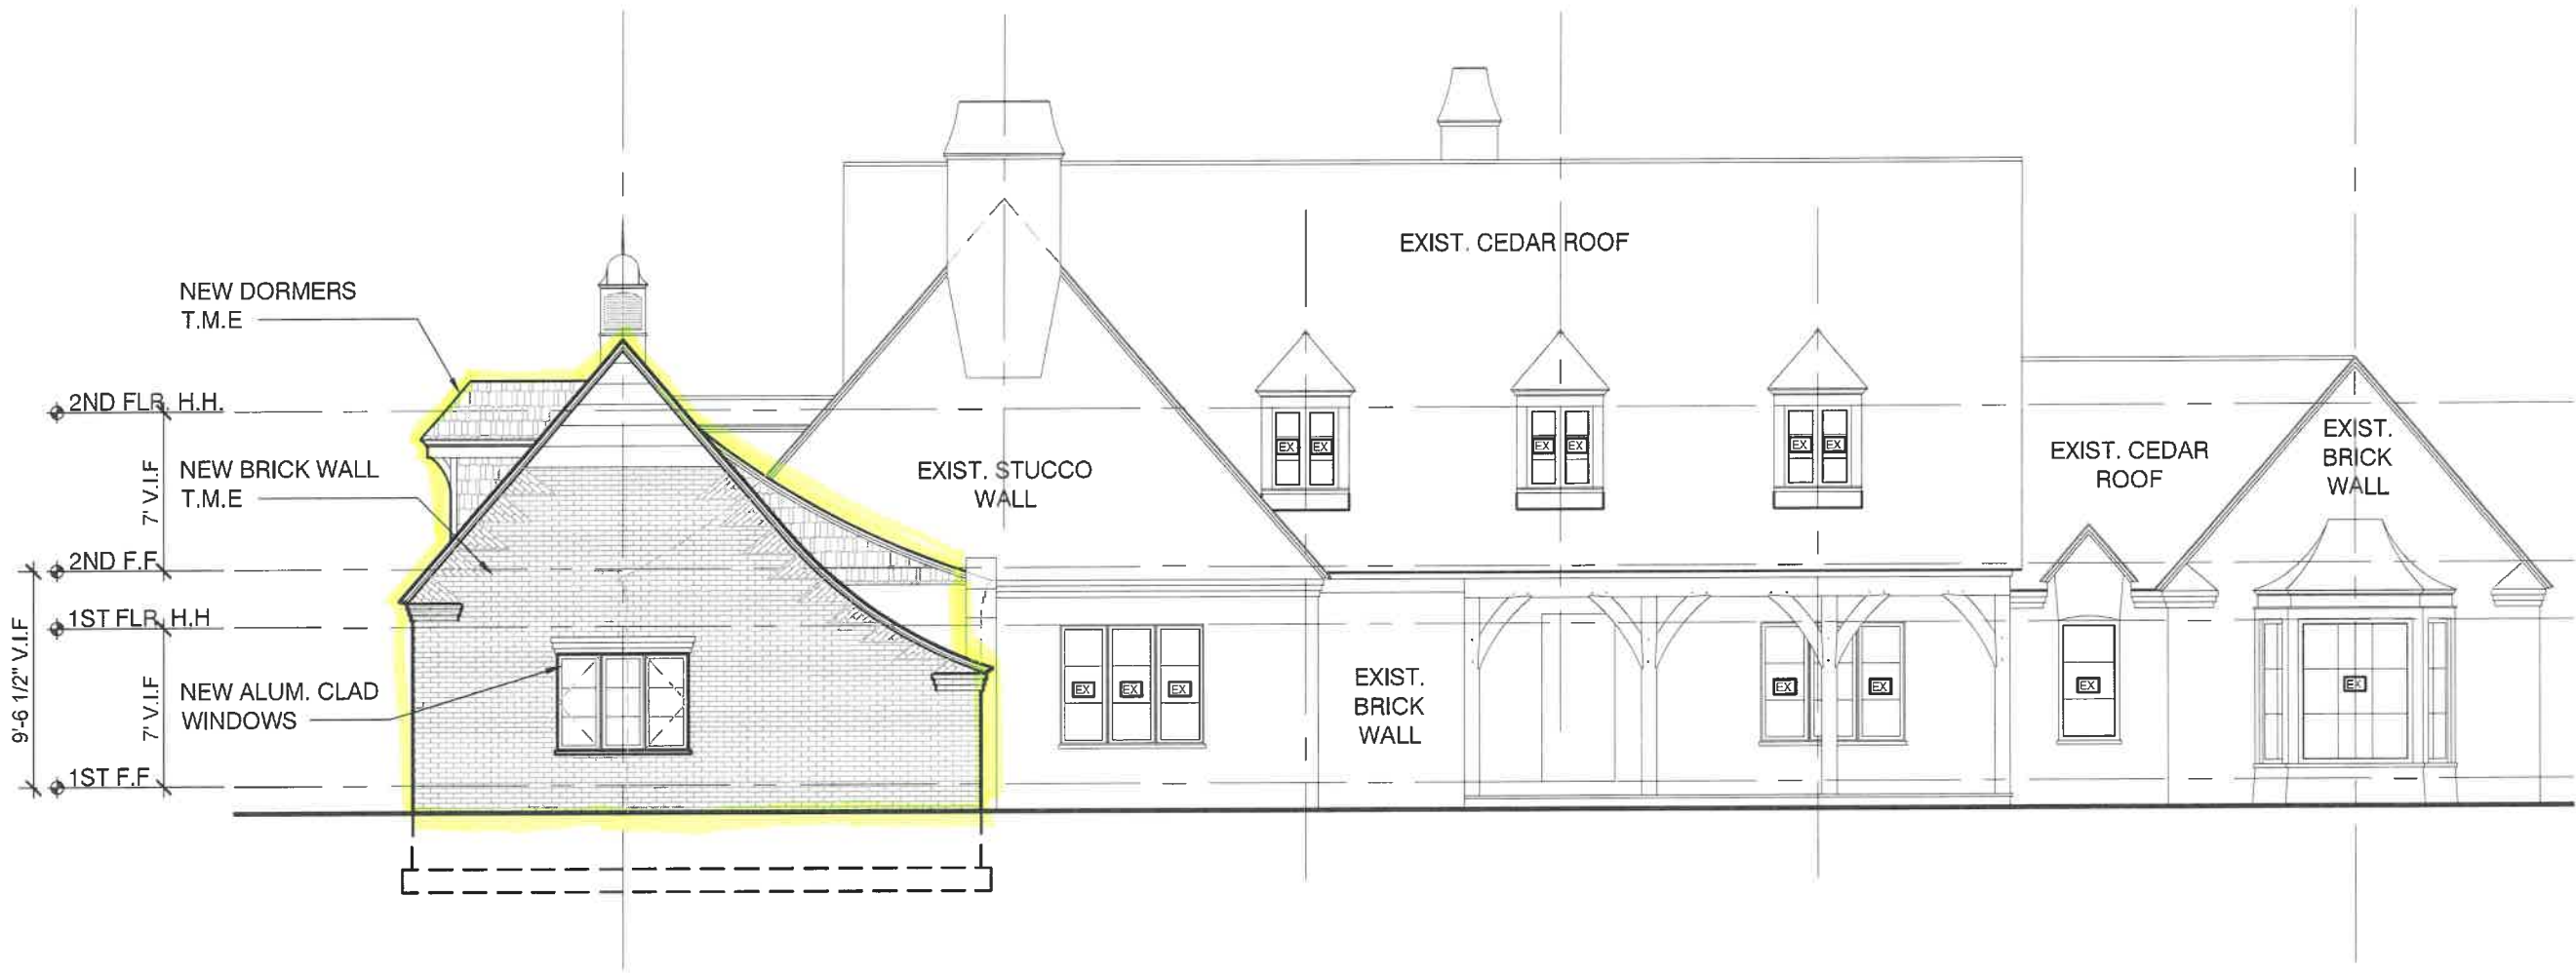 EXIST. CEDAR ROOF
NEW DORMERS
T.M.E
2ND FLR. H.H.
EX EX EX EX EX EX
EXIST. CEDAR
ROOF
EXIST.
BRICK
WALL
NEW BRICK WALL
T.M.E
7' V.I.F
EXIST. STUCCO
WALL
2ND F.F
1ST FLR. H.H
9'-6 1/2" V.I.F
7' V.I.F
NEW ALUM. CLAD
WINDOWS
EX EX EX
EXIST.
BRICK
WALL
EX EX
EX
EX
1ST F.F